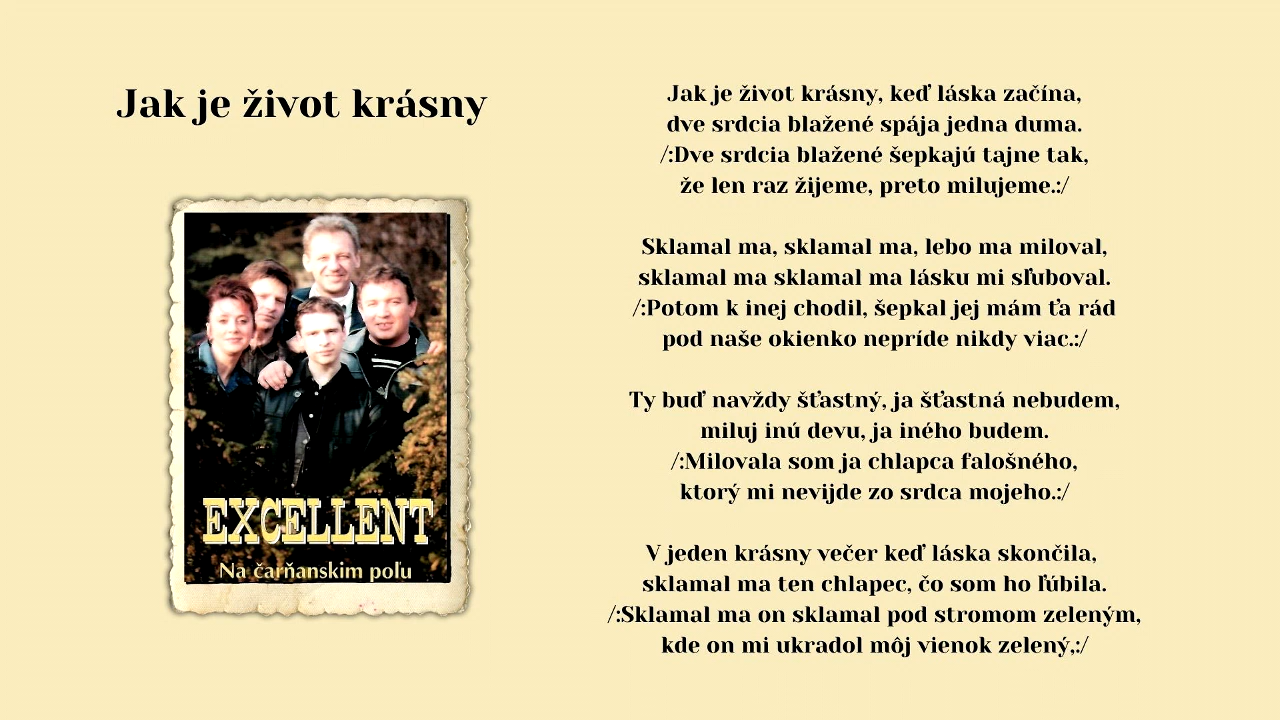 Jak je život krásny
EXCELLENT
Na čarňanskim poľu
Jak je život krásny, keď láska začína,
dve srdcia blažené spája jedna duma.
/:Dve srdcia blažené šepkajú tajne tak,
že len raz žijeme, preto milujeme.:/
Sklamal ma, sklamal ma, lebo ma miloval,
sklamal ma sklamal ma lásku mi sľuboval.
/:Potom k inej chodil, šepkal jej mám ťa rád
pod naše okienko nepríde nikdy viac.:/
Ty buď navždy šťastný, ja šťastná nebudem,
miluj inú devu, ja iného budem.
/:Milovala som ja chlapca falošného,
ktorý mi nevijde zo srdca mojeho.:/
V jeden krásny večer keď láska skončila,
sklamal ma ten chlapec, čo som ho ľúbila.
/:Sklamal ma on sklamal pod stromom zeleným,
kde on mi ukradol môj vienok zelený,:/